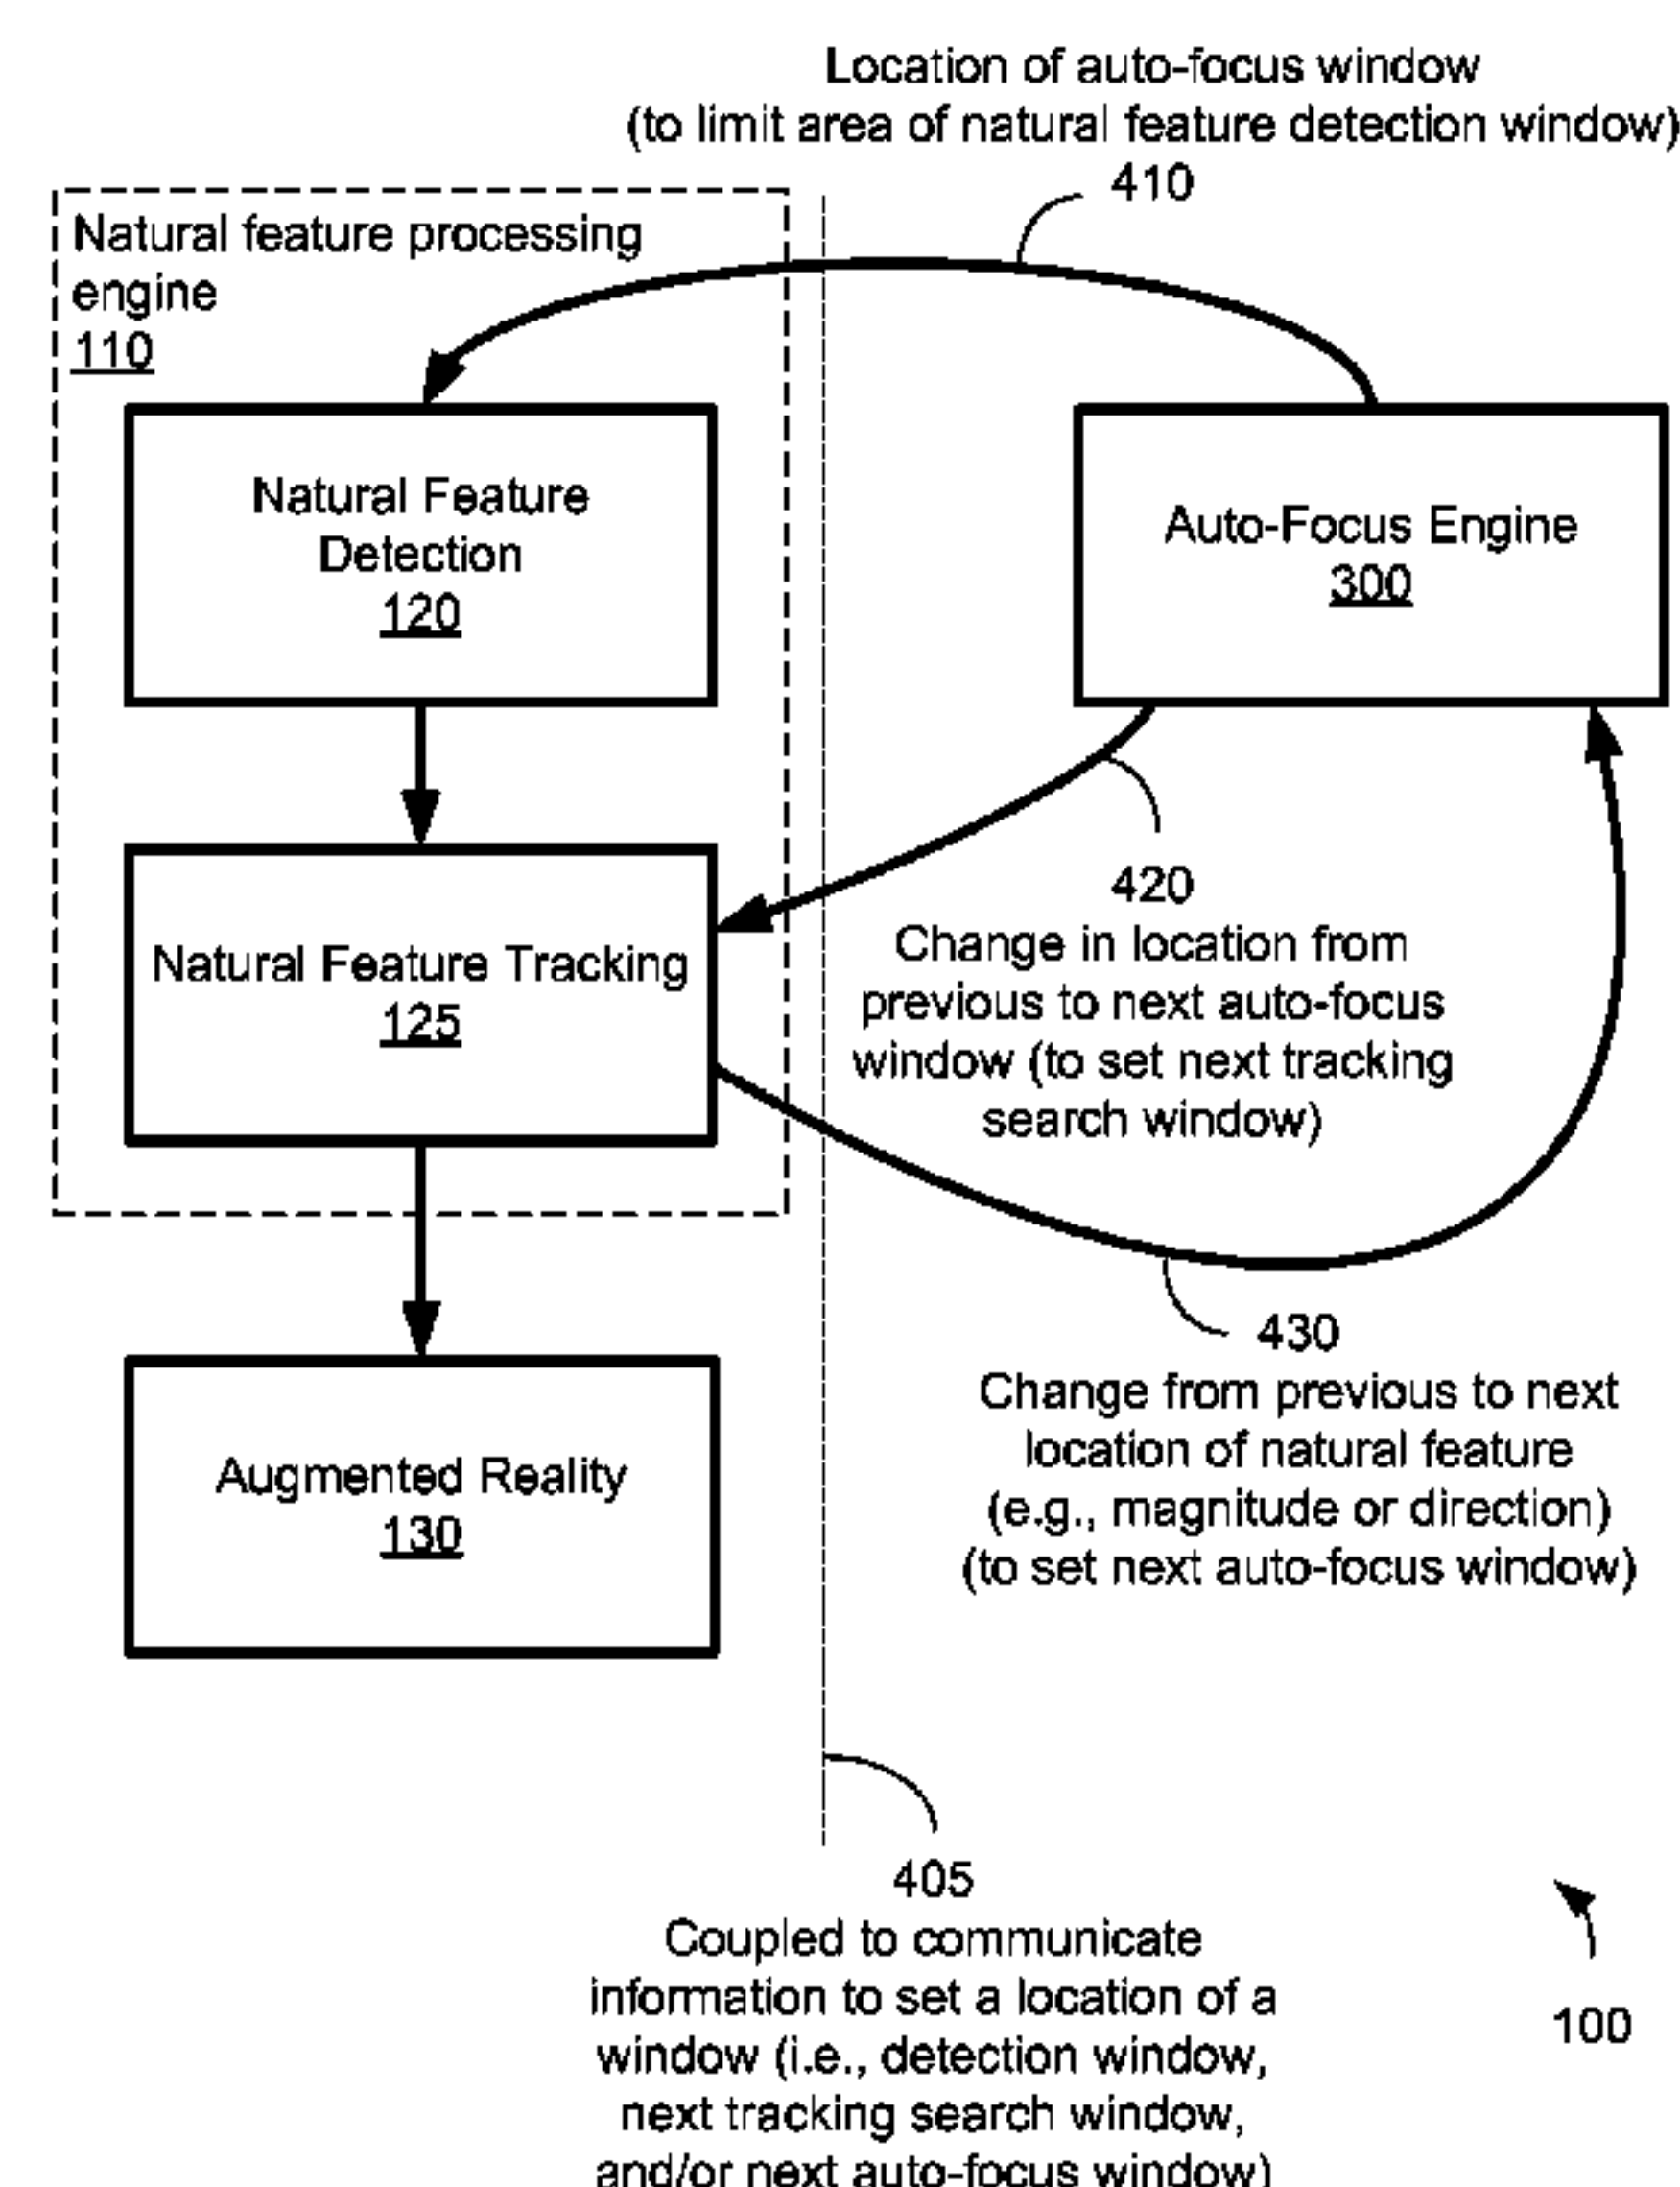 Location of auto-focus window
(to limit area of natural feature detection window)
410
Natural feature processing
engine
110
Natural Feature
Detection
120
Auto-Focus Engine
300
420
Change in location from
previous to next auto-focus
window (to set next tracking
search window)
Natural Feature Tracking
125
430
Change from previous to next
location of natural feature
(e.g., magnitude or direction)
(to set next auto-focus window)
Augmented Reality
130
405
Coupled to communicate
information to set a location of a
window (i.e., detection window,
next tracking search window,
and/or next auto-focus window)
100